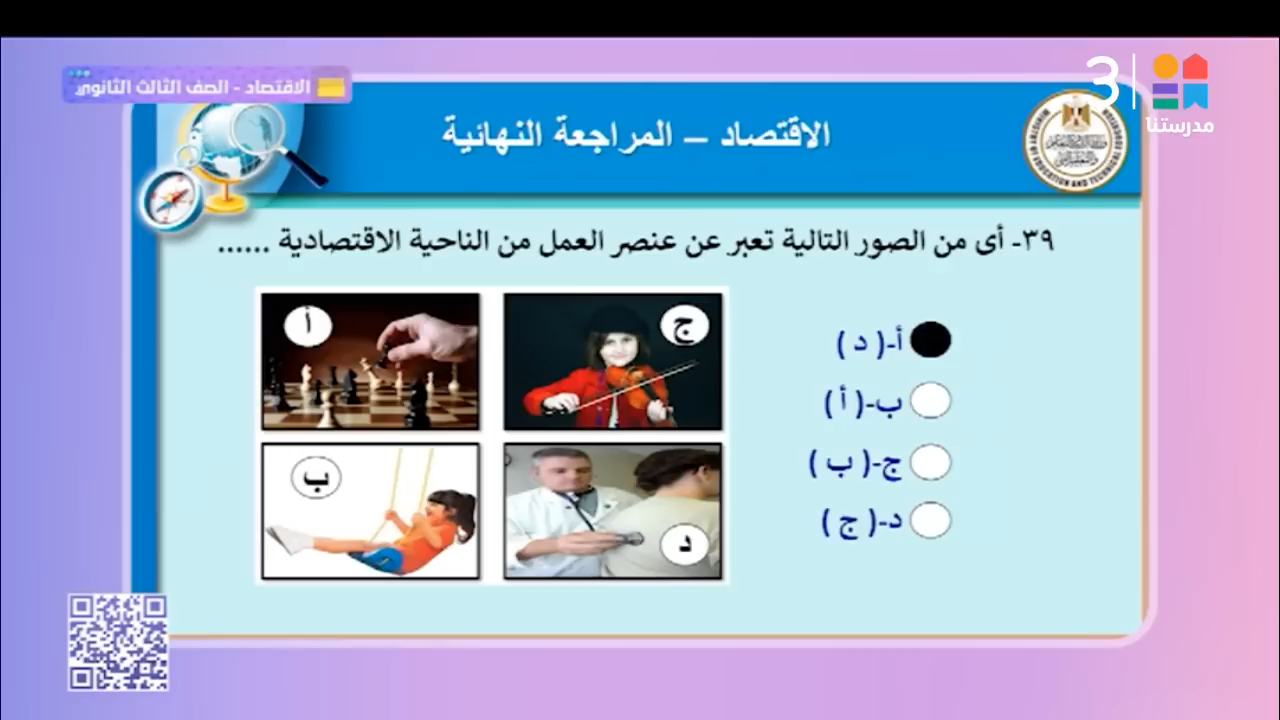 الاقتصاد - الصف الثالث الثانوي
3
مدرستنا
الاقتصاد – المراجعة النهائية
٣٩- أى من الصور التالية تعبر عن عنصر العمل من الناحية الاقتصادية ......
أ-( د )
ب-( أ )
ج-( ب )
د-( ج )
ج
أ
د
ب